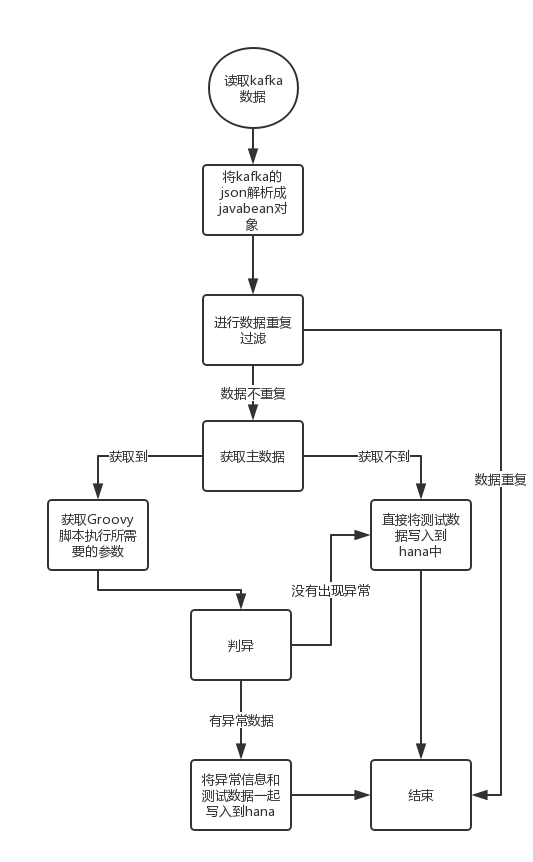 读取kafka
数据
将kafka的
json解析成
javabean对
象
进行数据重复
过滤
数据不重复
获取主数据
获取到
获取不到
数据重复
获取Groovy
脚本执行所需
要的参数
直接将测试数
据写入到
hana中
没有出现异常
判异
有异常数据
将异常信息和
测试数据一起
写入到hana
结束